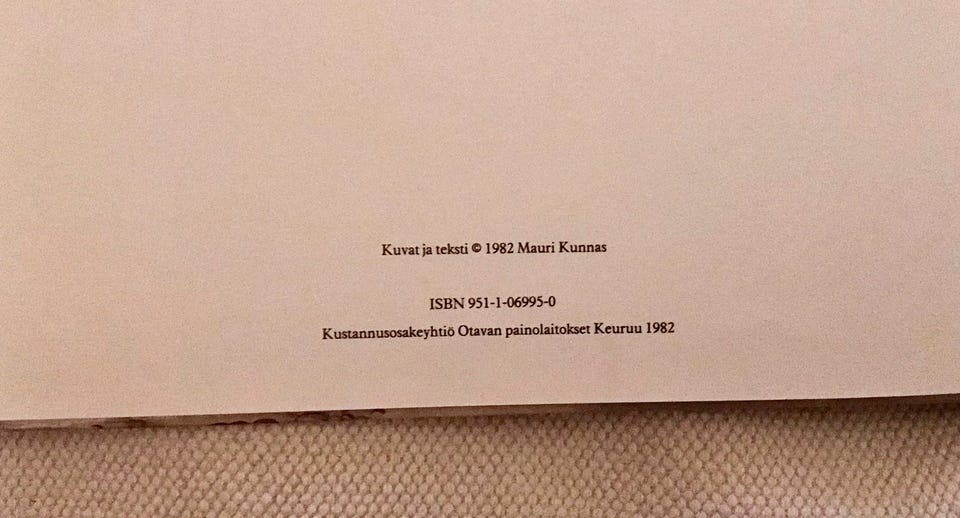 Kuvat ja teksti © 1982 Mauri Kunnas
ISBN 951-1-06995-0
Kustannusosakeyhtiö Otavan painolaitokset Keuruu 1982